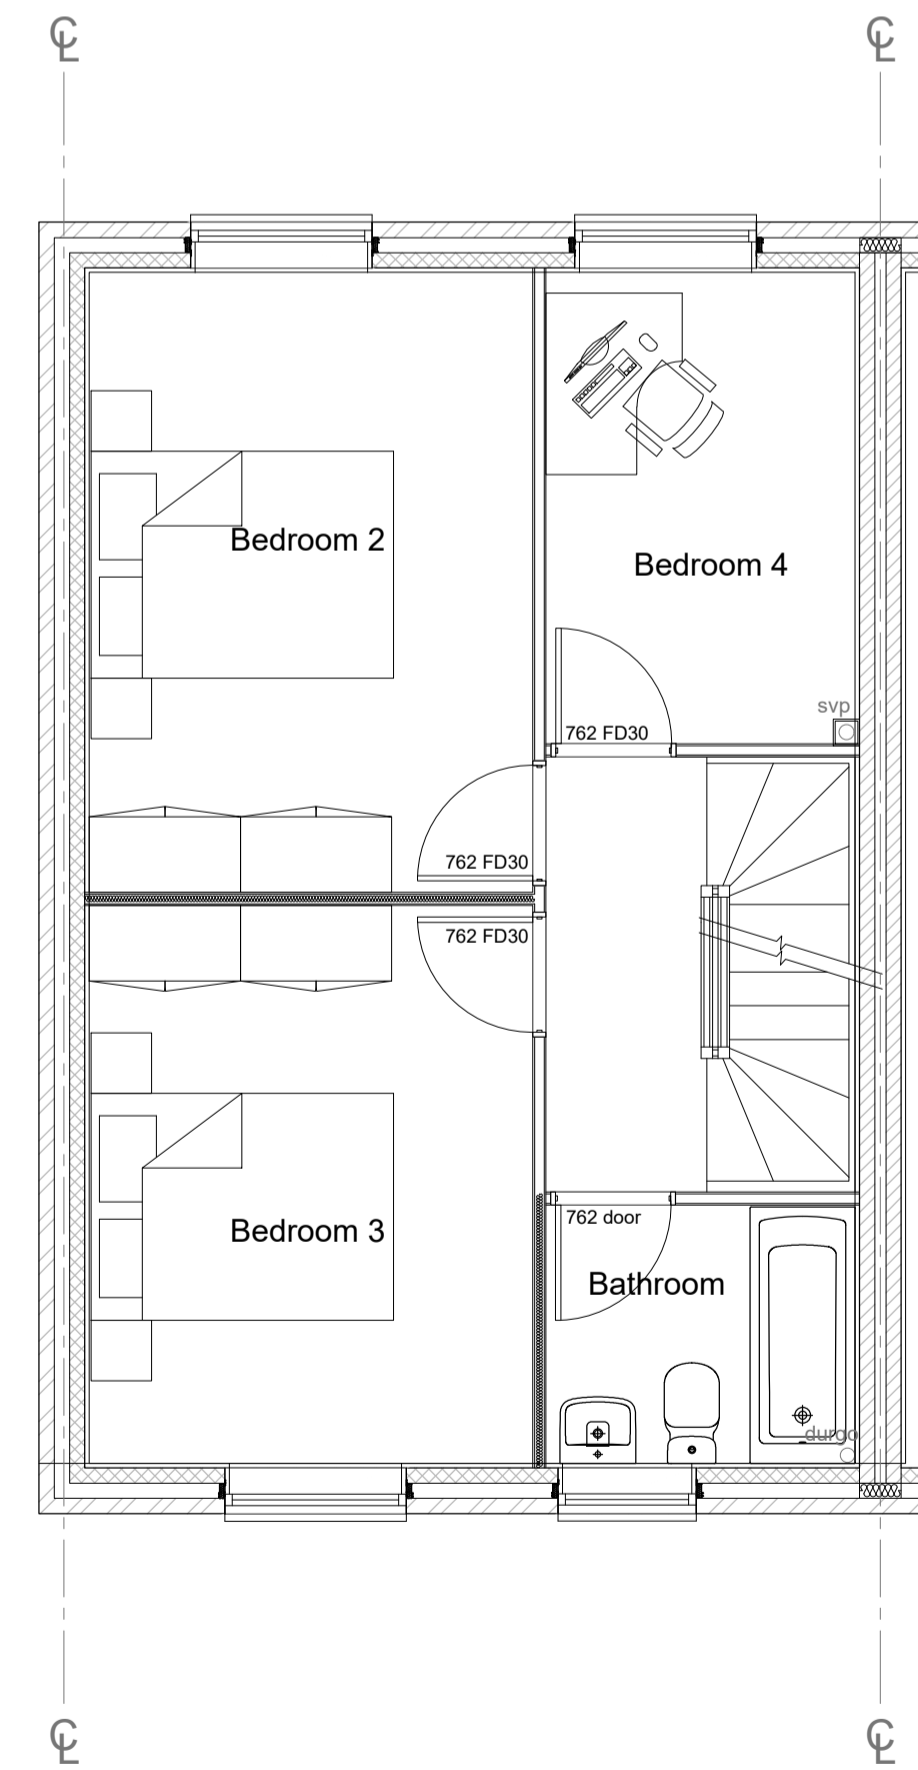 ℄ ℄
Bedroom 2
Bedroom 4
svp
762 FD30
762 FD30
762 FD30
762 door
Bedroom 3
Bathroom
durgo
℄ ℄